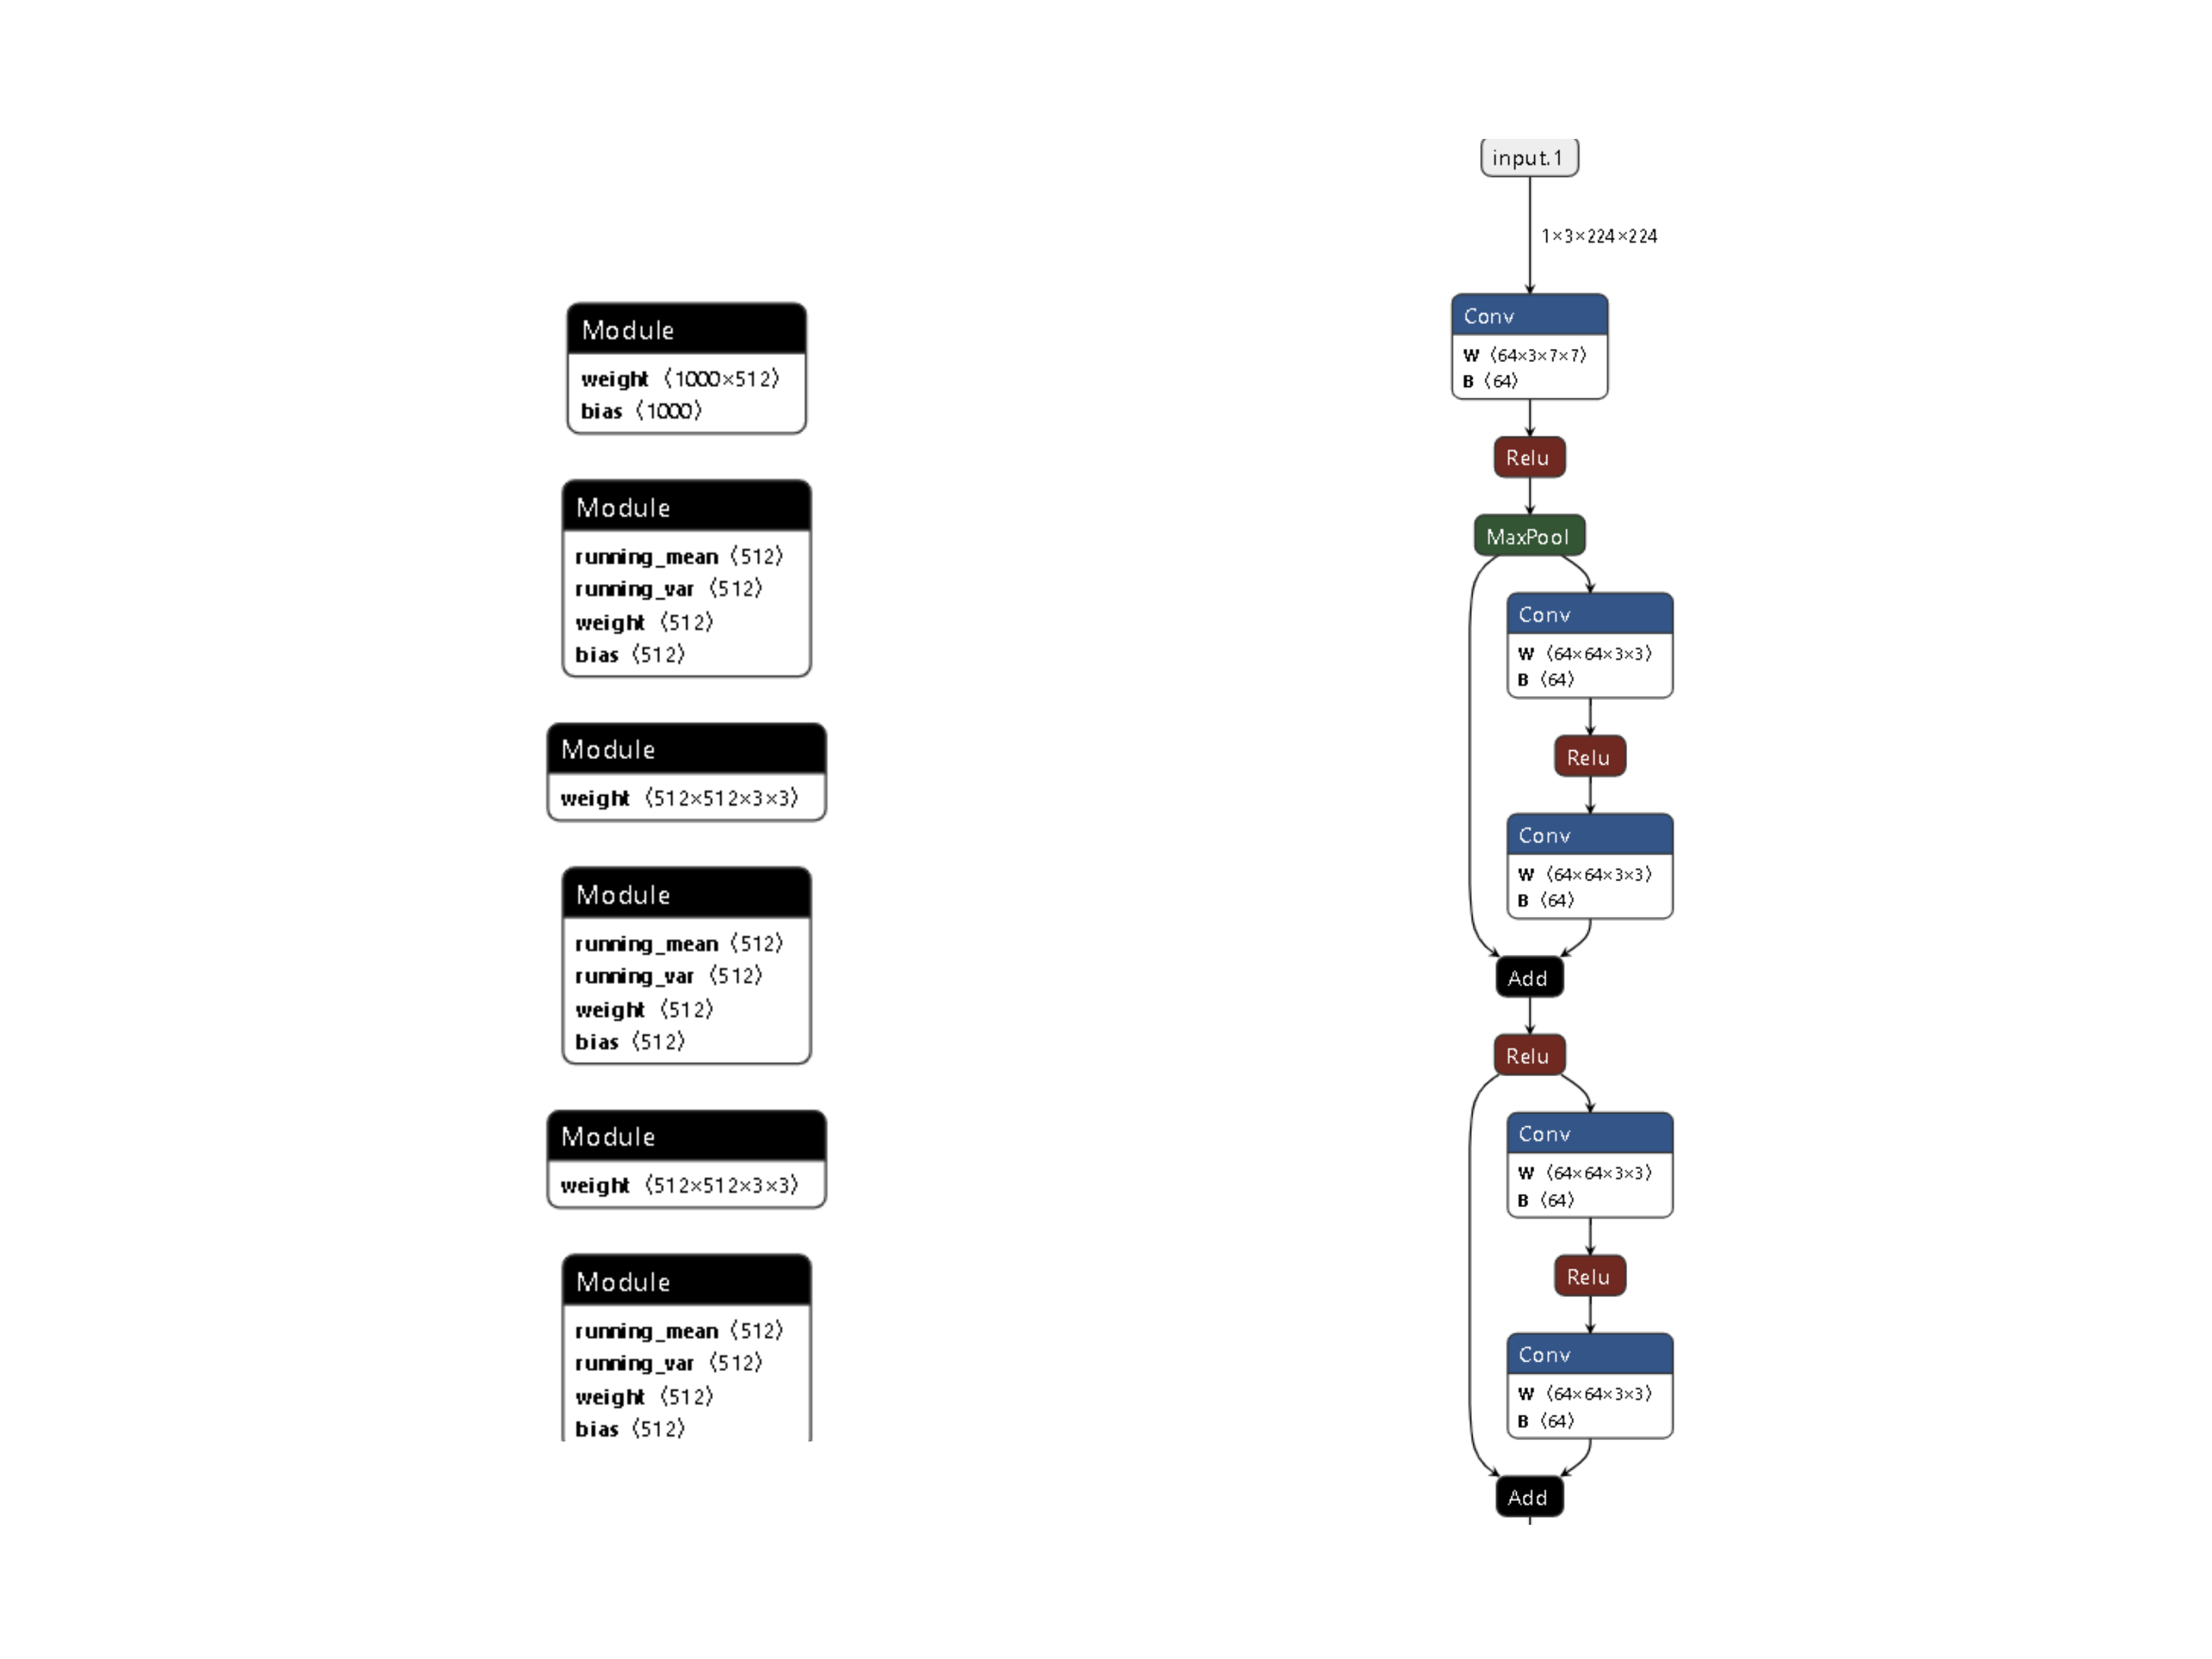 Module
weight ⟨1000×512⟩
bias ⟨1000⟩
Module
running_mean ⟨512⟩
running_var ⟨512⟩
weight ⟨512⟩
bias ⟨512⟩
Module
weight ⟨512×512×3×3⟩
Module
running_mean ⟨512⟩
running_var ⟨512⟩
weight ⟨512⟩
bias ⟨512⟩
Module
weight ⟨512×512×3×3⟩
Module
running_mean ⟨512⟩
running_var ⟨512⟩
weight ⟨512⟩
bias ⟨512⟩
input.1
1×3×224×224
Conv
W ⟨64×3×7×7⟩
B ⟨64⟩
Relu
MaxPool
Conv
W ⟨64×64×3×3⟩
B ⟨64⟩
Relu
Conv
W ⟨64×64×3×3⟩
B ⟨64⟩
Add
Relu
Conv
W ⟨64×64×3×3⟩
B ⟨64⟩
Relu
Conv
W ⟨64×64×3×3⟩
B ⟨64⟩
Add